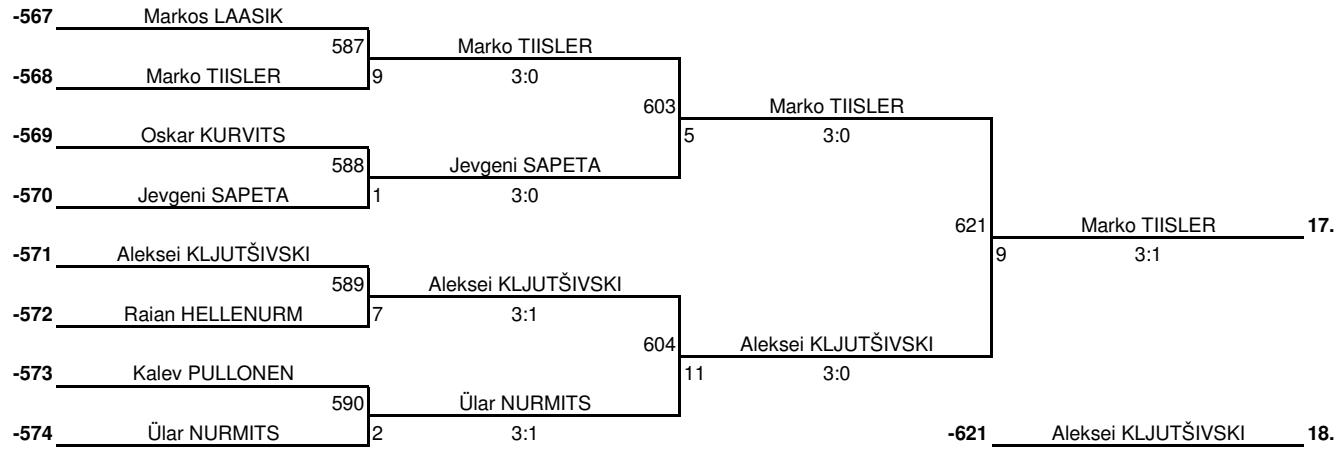 -567 Markos LAASIK
587 Marko TIISLER
-568 Marko TIISLER 9 3:0
603 Marko TIISLER
-569 Oskar KURVITS 5 3:0
588 Jevgeni SAPETA
-570 Jevgeni SAPETA 1 3:0
621 Marko TIISLER 17.
-571 Aleksei KLJUTŠIVSKI 9 3:1
589 Aleksei KLJUTŠIVSKI
-572 Raian HELLENURM 7 3:1
604 Aleksei KLJUTŠIVSKI
-573 Kalev PULLONEN 11 3:0
590 Ülar NURMITS
-574 Ülar NURMITS 2 3:1 -621 Aleksei KLJUTŠIVSKI 18.